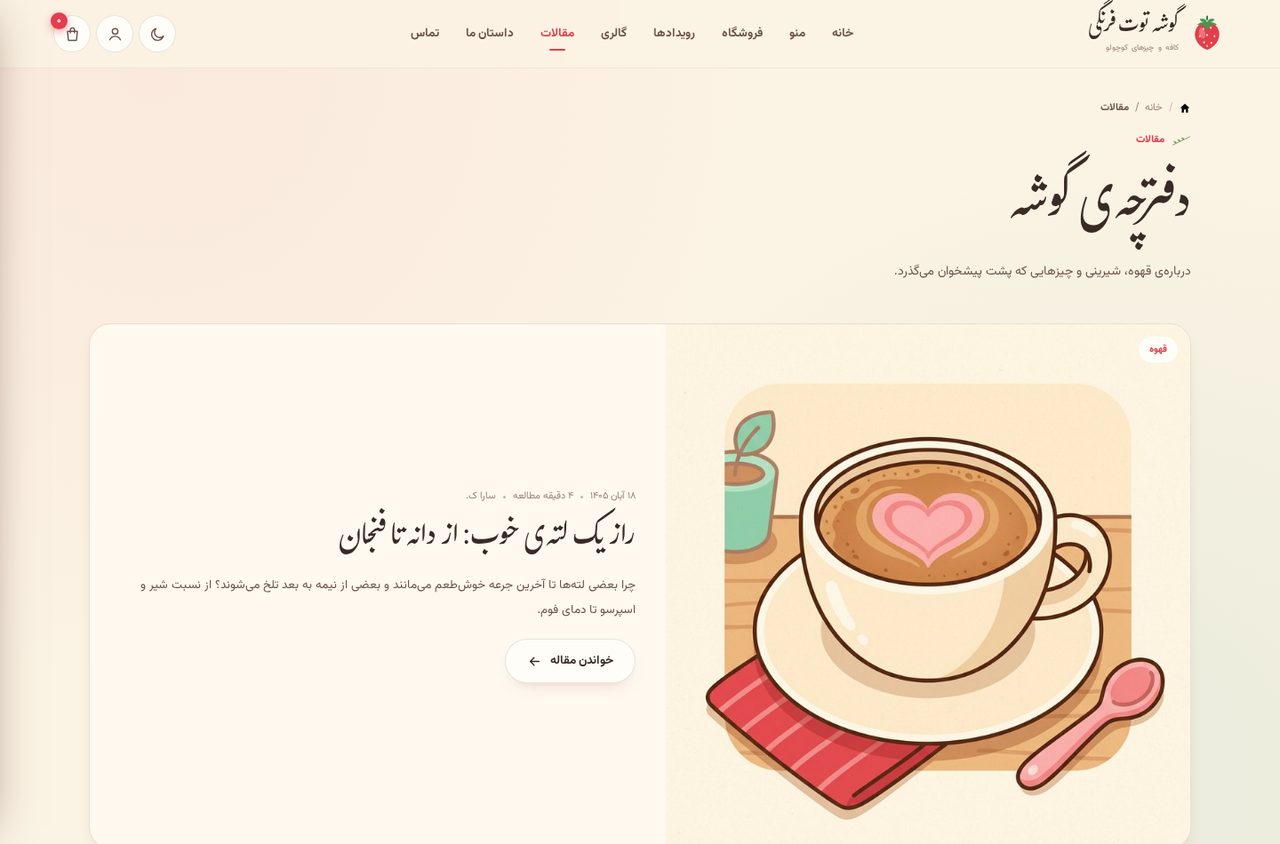 گوشه توت فرنگی
کافه و چیزهای کوچولو
خانه
منو
فروشگاه
رویدادها
گالری
مقالات
داستان ما
تماس
۰
خانه / مقالات
مقالات
دفترچه‌ی گوشه
درباره‌ی قهوه، شیرینی و چیزهایی که پشت پیشخوان می‌گذرد.
قهوه
۱۸ آبان ۱۴۰۵ • ۴ دقیقه مطالعه • سارا ک.
راز یک لته‌ی خوب: از دانه تا فنجان
چرا بعضی لته‌ها تا آخرین جرعه خوش‌طعم می‌مانند و بعضی از نیمه به بعد تلخ می‌شوند؟ از نسبت شیر و
اسپرسو تا دمای فوم.
خواندن مقاله ←